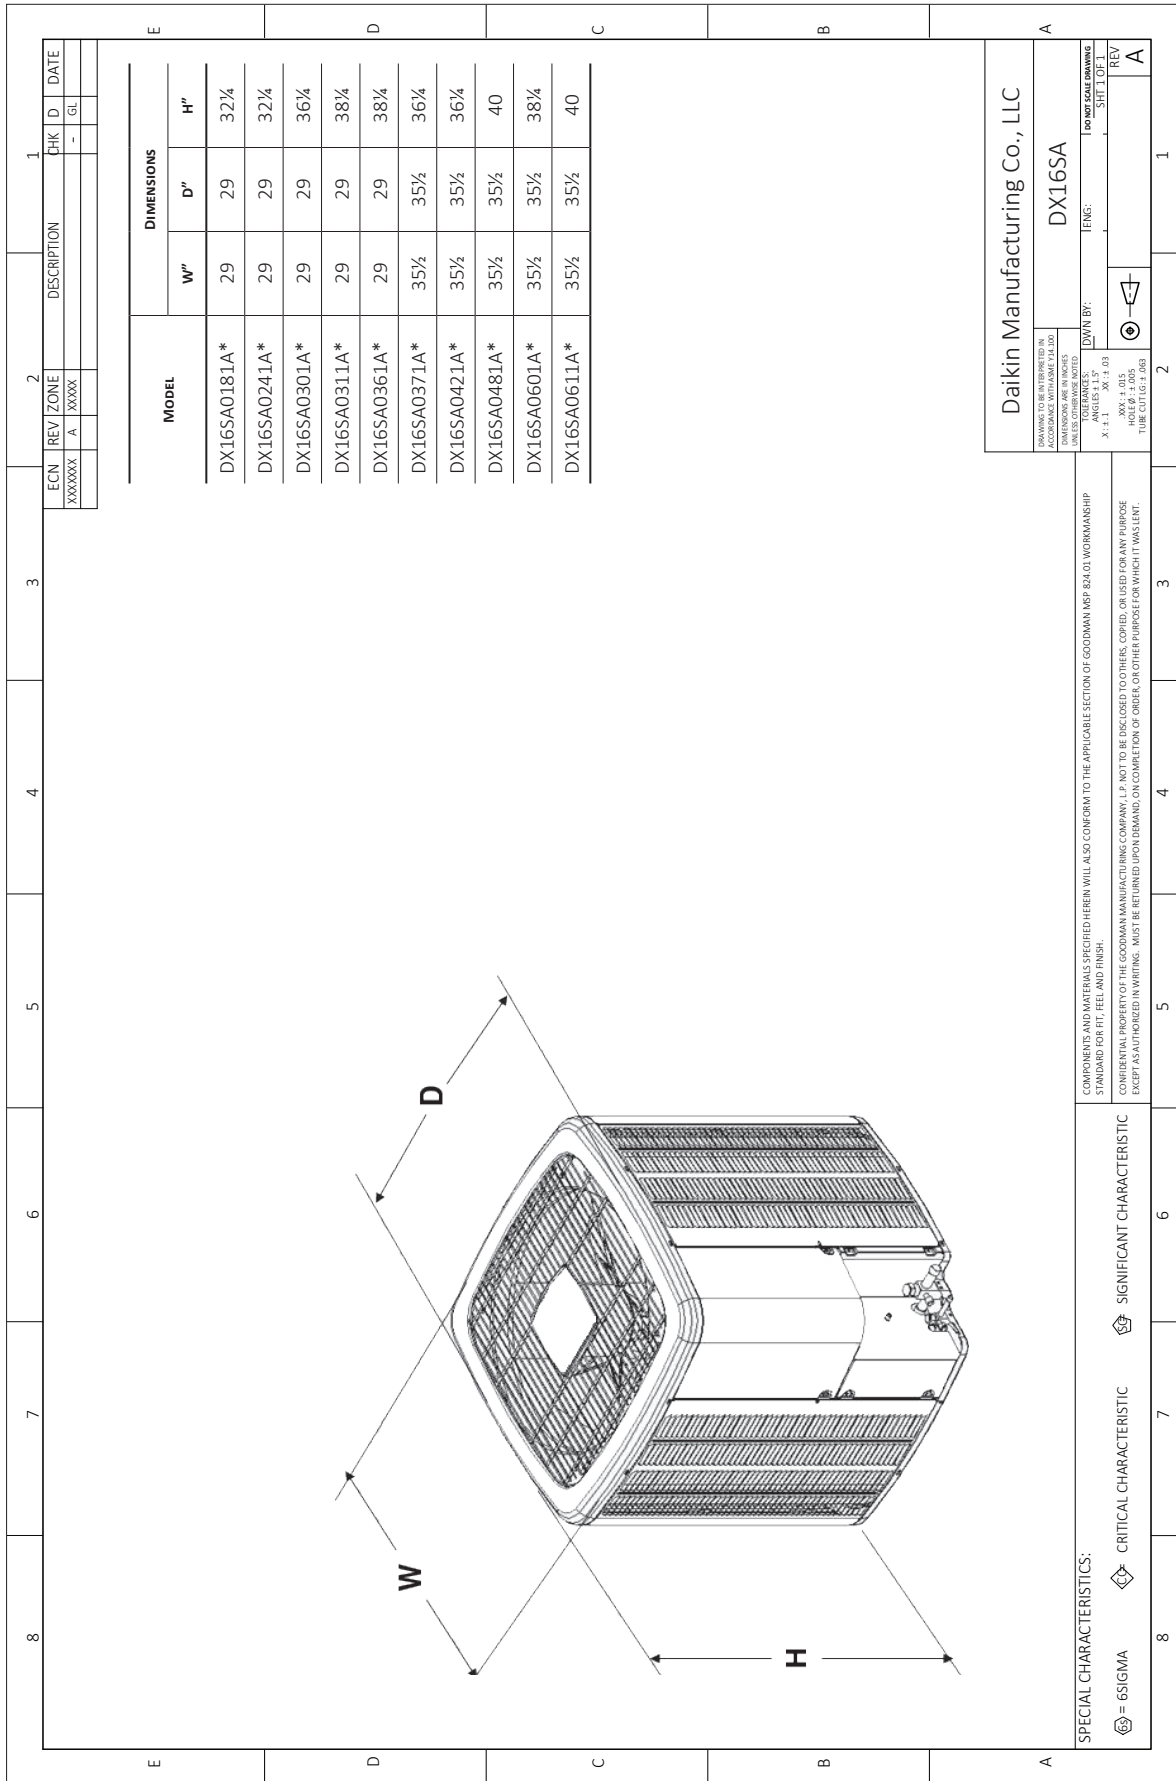 8 7 6 5 4 3 2 1
E
D
C
B
A
ECN REV ZONE DESCRIPTION CHK D DATE
XXXXXX A XXXXX - GL
MODEL DIMENSIONS
W" D" H"
DX16SA0181A* 29 29 32¼
DX16SA0241A* 29 29 32¼
DX16SA0301A* 29 29 36¼
DX16SA0311A* 29 29 38¼
DX16SA0361A* 29 29 38¼
DX16SA0371A* 35½ 35½ 36¼
DX16SA0421A* 35½ 35½ 36¼
DX16SA0481A* 35½ 35½ 40
DX16SA0601A* 35½ 35½ 38¼
DX16SA0611A* 35½ 35½ 40
W
D
H
E
D
C
B
A
SPECIAL CHARACTERISTICS:
6S = 6SIGMA CC= CRITICAL CHARACTERISTIC SC= SIGNIFICANT CHARACTERISTIC
COMPONENTS AND MATERIALS SPECIFIED HEREIN WILL ALSO CONFORM TO THE APPLICABLE SECTION OF GOODMAN MSP 824.01 WORKMANSHIP
STANDARD FOR FIT, FEEL AND FINISH.
CONFIDENTIAL PROPERTY OF THE GOODMAN MANUFACTURING COMPANY, L.P. NOT TO BE DISCLOSED TO OTHERS, COPIED, OR USED FOR ANY PURPOSE
EXCEPT AS AUTHORIZED IN WRITING. MUST BE RETURNED UPON DEMAND, ON COMPLETION OF ORDER, OR OTHER PURPOSE FOR WHICH IT WAS LENT.
Daikin Manufacturing Co., LLC
DRAWING TO BE INTERPRETED IN
ACCORDANCE WITH ASME Y14.100
DIMENSIONS ARE IN INCHES
UNLESS OTHERWISE NOTED
DX16SA
TOLERANCES:
ANGLES ± 1.5°
X : ± .1 .XX : ± .03
.XXX : ± .015
HOLE Ø : ± .005
TUBE CUT LG : ± .063
DWN BY: ENG: DO NOT SCALE DRAWING
SHT 1 OF 1
REV
A
8 7 6 5 4 3 2 1